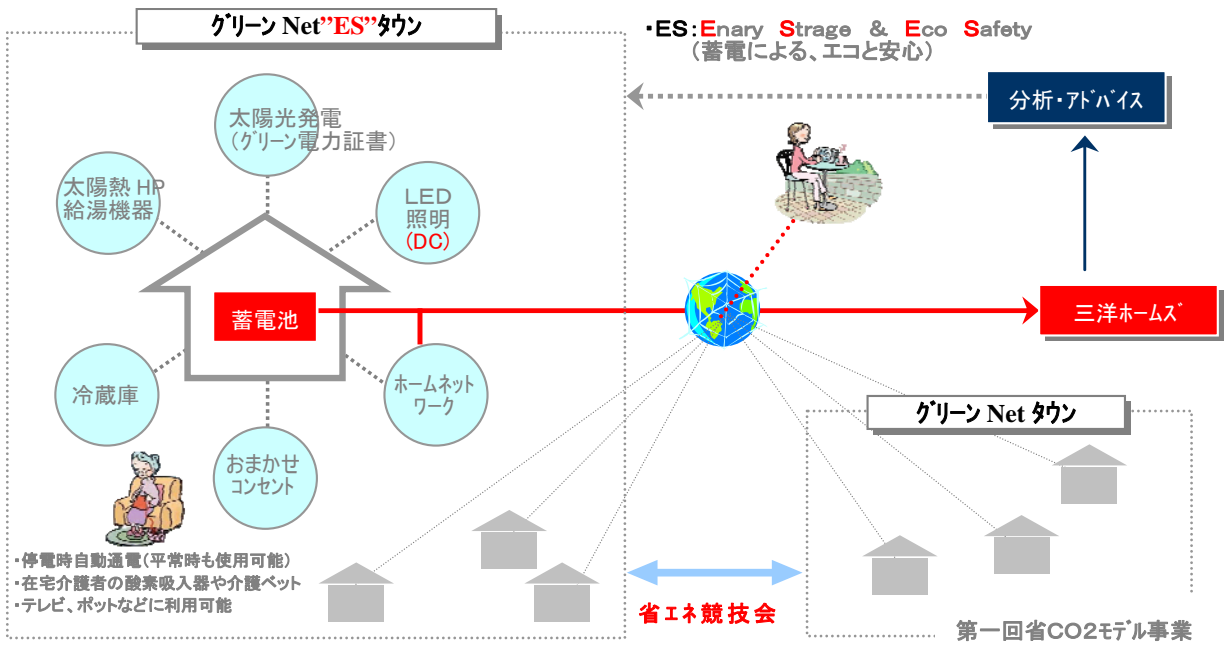 グリーン Net”ES”タウン
・ES：Enary Strage & Eco Safety
（蓄電による、エコと安心）
分析・アドバイス
太陽光発電
（グリーン電力証書）
太陽熱 HP
給湯機器
LED
照明
(DC)
蓄電池
三洋ホームズ
冷蔵庫
ホームネット
ワーク
おまかせ
コンセント
グリーン Net タウン
・停電時自動通電(平常時も使用可能)
・在宅介護者の酸素吸入器や介護ベット
・テレビ、ポットなどに利用可能
省エネ競技会
第一回省CO2モデル事業